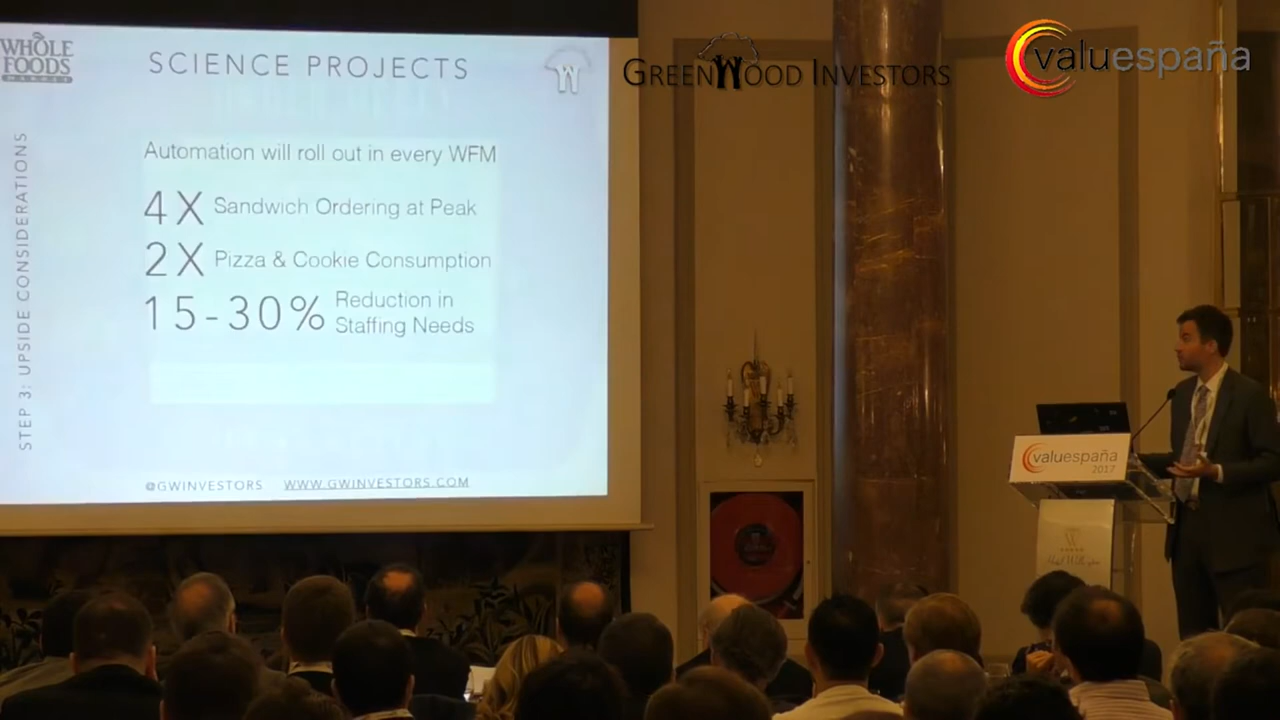 WHOLE
FOODS
MARKET
SCIENCE PROJECTS
STEP 3: UPSIDE CONSIDERATIONS
Automation will roll out in every WFM
4X Sandwich Ordering at Peak
2X Pizza & Cookie Consumption
15-30% Reduction in
Staffing Needs
@GWINVESTORS WWW.GWINVESTORS.COM
GREENWOOD INVESTORS
valuespaña
valuespaña
2017